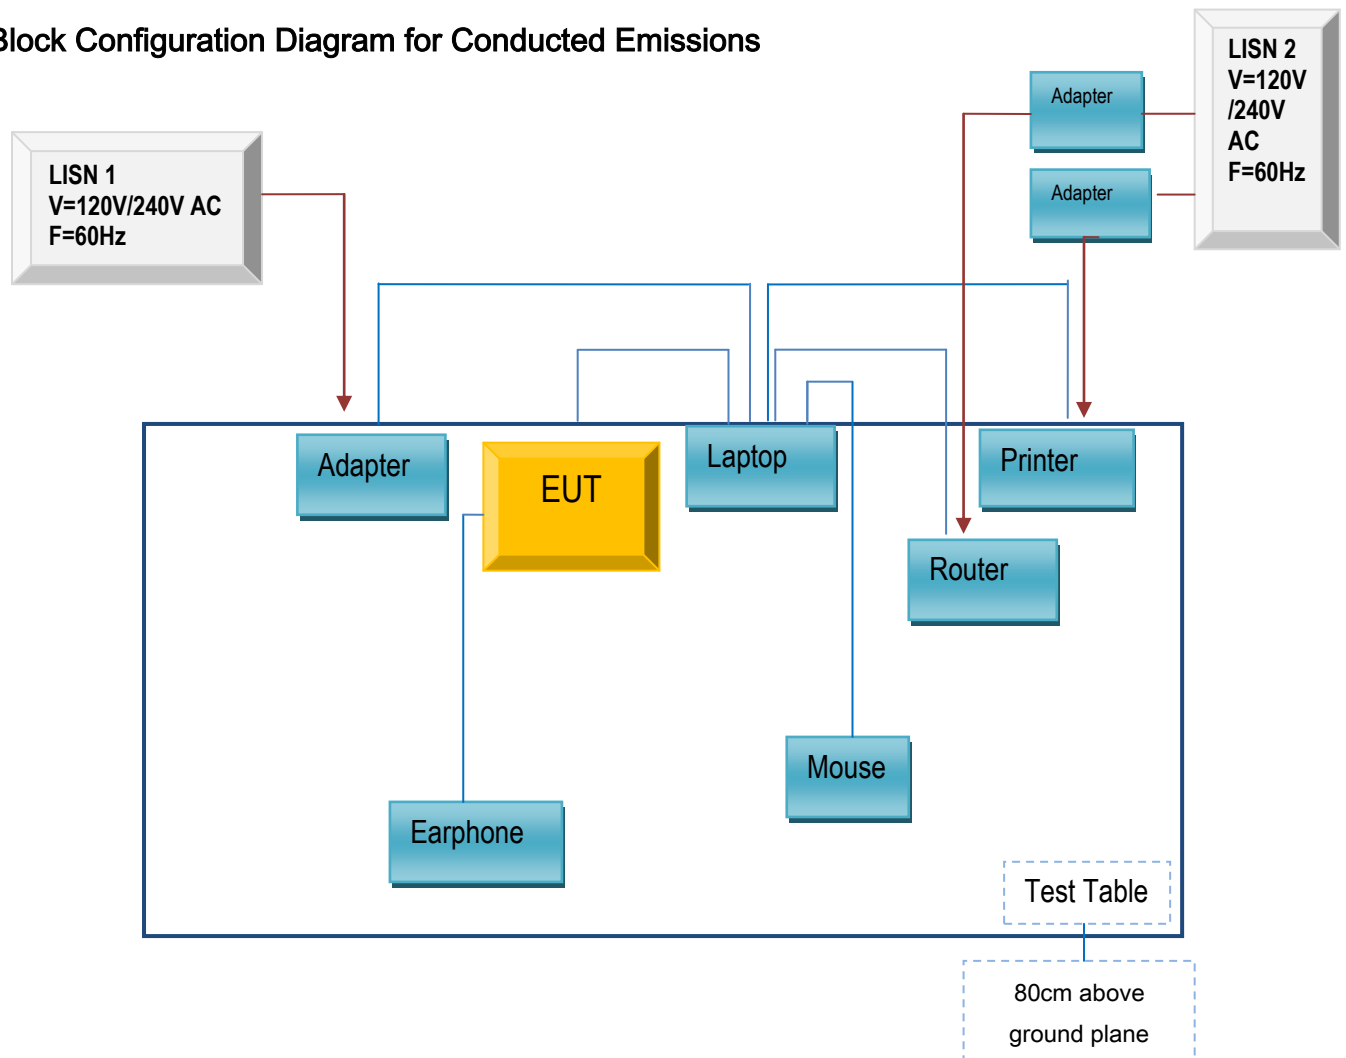 Block Configuration Diagram for Conducted Emissions
LISN 2
V=120V
/240V
AC
F=60Hz
Adapter
Adapter
LISN 1
V=120V/240V AC
F=60Hz
Adapter
EUT
Laptop
Printer
Router
Mouse
Earphone
Test Table
80cm above
ground plane